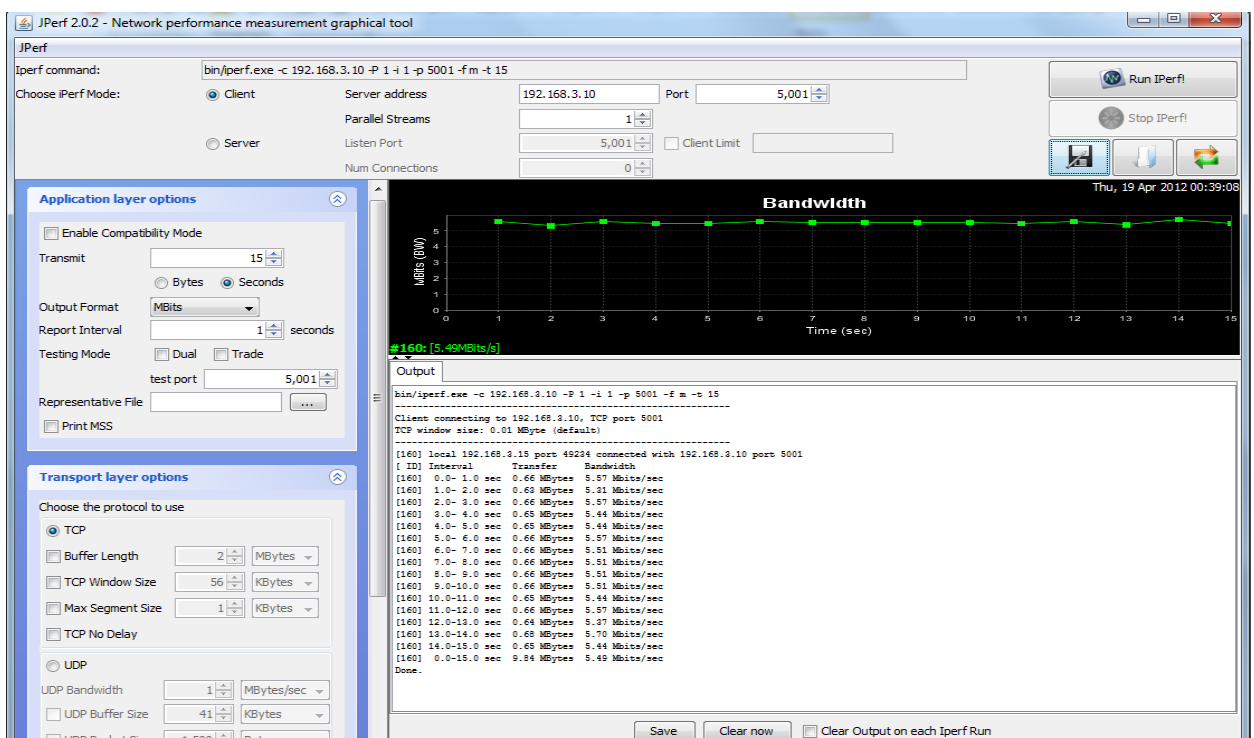 JPerf 2.0.2 - Network performance measurement graphical tool
JPerf
Iperf command: bin/iperf.exe -c 192.168.3.10 -P 1 -i 1 -p 5001 -f m -t 15
Run IPerf!
Choose iPerf Mode: Client Server address 192.168.3.10 Port 5,001
Parallel Streams 1
Stop IPerf!
Server Listen Port 5,001 Client Limit
Num Connections 0
Application layer options
Enable Compatibility Mode
Transmit 15
Bytes Seconds
Output Format MBits
Report Interval 1 seconds
Testing Mode Dual Trade
test port 5,001
Representative File ...
Print MSS
Transport layer options
Choose the protocol to use
TCP
Buffer Length 2 MBytes
TCP Window Size 56 KBytes
Max Segment Size 1 KBytes
TCP No Delay
UDP
UDP Bandwidth 1 MBytes/sec
UDP Buffer Size 41 KBytes
Thu, 19 Apr 2012 00:39:08
Bandwidth
MBits (BW)
5
4
3
2
1
0
0 1 2 3 4 5 6 7 8 9 10 11 12 13 14 15
Time (sec)
#160: [5.49MBits/s]
Output
bin/iperf.exe -c 192.168.3.10 -P 1 -i 1 -p 5001 -f m -t 15
------------------------------------------------------------
Client connecting to 192.168.3.10, TCP port 5001
TCP window size: 0.01 MByte (default)
------------------------------------------------------------
[160] local 192.168.3.15 port 49234 connected with 192.168.3.10 port 5001
[ ID] Interval Transfer Bandwidth
[160] 0.0- 1.0 sec 0.66 MBytes 5.57 Mbits/sec
[160] 1.0- 2.0 sec 0.63 MBytes 5.31 Mbits/sec
[160] 2.0- 3.0 sec 0.66 MBytes 5.57 Mbits/sec
[160] 3.0- 4.0 sec 0.65 MBytes 5.44 Mbits/sec
[160] 4.0- 5.0 sec 0.65 MBytes 5.44 Mbits/sec
[160] 5.0- 6.0 sec 0.66 MBytes 5.57 Mbits/sec
[160] 6.0- 7.0 sec 0.66 MBytes 5.51 Mbits/sec
[160] 7.0- 8.0 sec 0.66 MBytes 5.51 Mbits/sec
[160] 8.0- 9.0 sec 0.66 MBytes 5.51 Mbits/sec
[160] 9.0-10.0 sec 0.66 MBytes 5.51 Mbits/sec
[160] 10.0-11.0 sec 0.65 MBytes 5.44 Mbits/sec
[160] 11.0-12.0 sec 0.66 MBytes 5.57 Mbits/sec
[160] 12.0-13.0 sec 0.64 MBytes 5.37 Mbits/sec
[160] 13.0-14.0 sec 0.68 MBytes 5.70 Mbits/sec
[160] 14.0-15.0 sec 0.65 MBytes 5.44 Mbits/sec
[160] 0.0-15.0 sec 9.84 MBytes 5.49 Mbits/sec
Done.
Save Clear now Clear Output on each Iperf Run